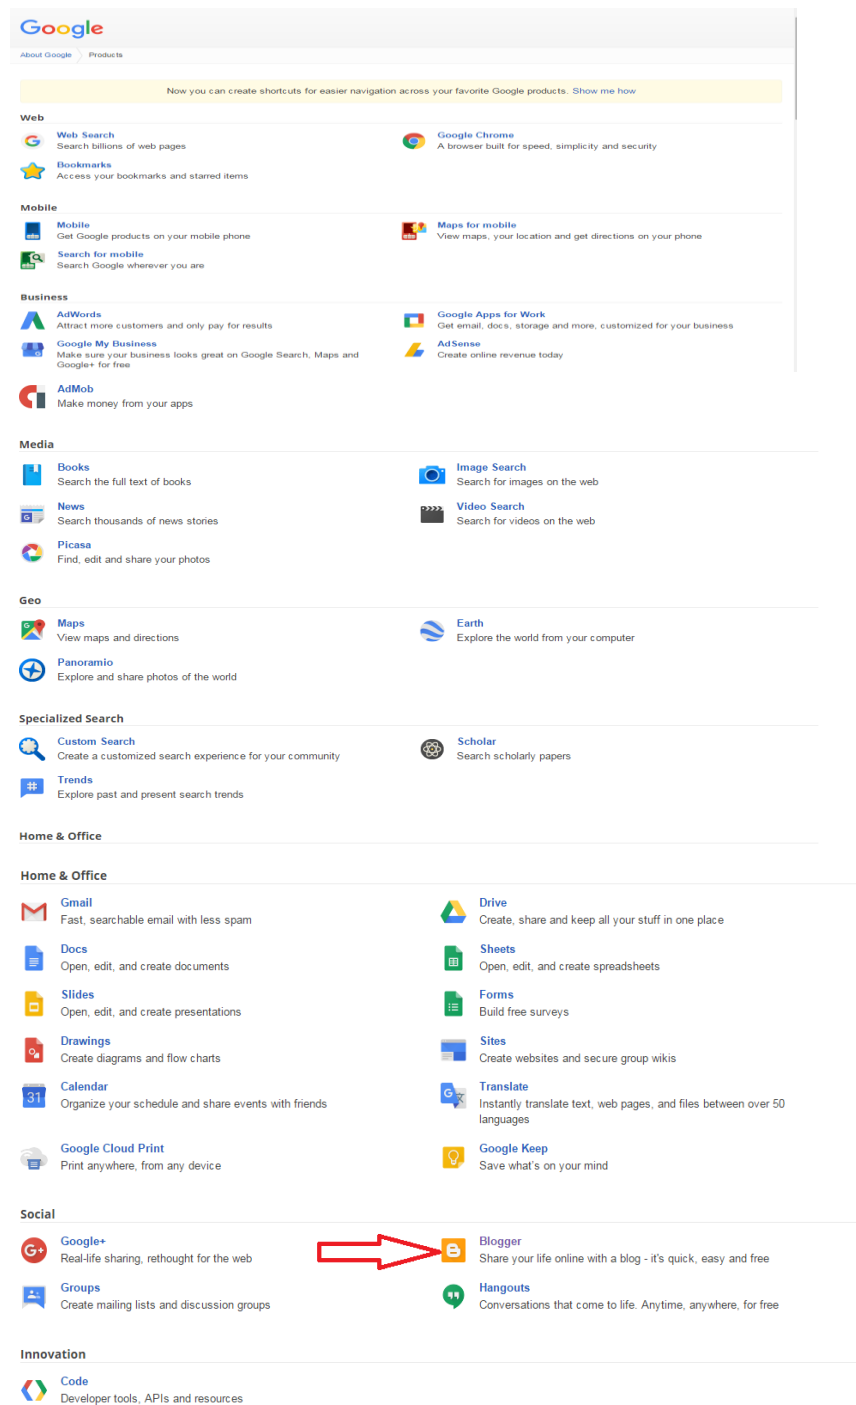 Google
About Google Products
Now you can create shortcuts for easier navigation across your favorite Google products. Show me how
Web
Web Search
Search billions of web pages
Google Chrome
A browser built for speed, simplicity and security
Bookmarks
Access your bookmarks and starred items
Mobile
Mobile
Get Google products on your mobile phone
Maps for mobile
View maps, your location and get directions on your phone
Search for mobile
Search Google wherever you are
Business
AdWords
Attract more customers and only pay for results
Google Apps for Work
Get email, docs, storage and more, customized for your business
Google My Business
Make sure your business looks great on Google Search, Maps and
Google+ for free
AdSense
Create online revenue today
AdMob
Make money from your apps
Media
Books
Search the full text of books
Image Search
Search for images on the web
News
Search thousands of news stories
Video Search
Search for videos on the web
Picasa
Find, edit and share your photos
Geo
Maps
View maps and directions
Earth
Explore the world from your computer
Panoramio
Explore and share photos of the world
Specialized Search
Custom Search
Create a customized search experience for your community
Scholar
Search scholarly papers
Trends
Explore past and present search trends
Home & Office
Home & Office
Gmail
Fast, searchable email with less spam
Drive
Create, share and keep all your stuff in one place
Docs
Open, edit, and create documents
Sheets
Open, edit, and create spreadsheets
Slides
Open, edit, and create presentations
Forms
Build free surveys
Drawings
Create diagrams and flow charts
Sites
Create websites and secure group wikis
31
Calendar
Organize your schedule and share events with friends
Translate
Instantly translate text, web pages, and files between over 50
languages
Google Cloud Print
Print anywhere, from any device
Google Keep
Save what's on your mind
Social
G+
Google+
Real-life sharing, rethought for the web
Blogger
Share your life online with a blog - it's quick, easy and free
Groups
Create mailing lists and discussion groups
Hangouts
Conversations that come to life. Anytime, anywhere, for free
Innovation
Code
Developer tools, APIs and resources